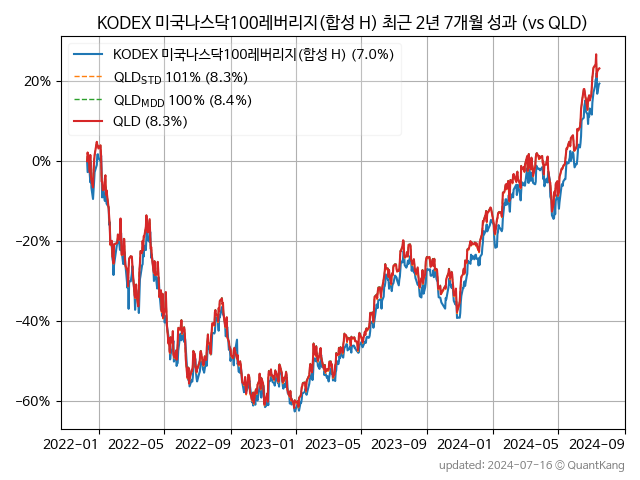 KODEX 미국나스닥100레버리지(합성 H) 최근 2년 7개월 성과 (vs QLD)
KODEX 미국나스닥100레버리지(합성 H) (7.0%)
QLDSTD 101% (8.3%)
QLDMDD 100% (8.4%)
QLD (8.3%)
20%
0%
−20%
−40%
−60%
2022-01 2022-05 2022-09 2023-01 2023-05 2023-09 2024-01 2024-05 2024-09
updated: 2024-07-16 © QuantKang